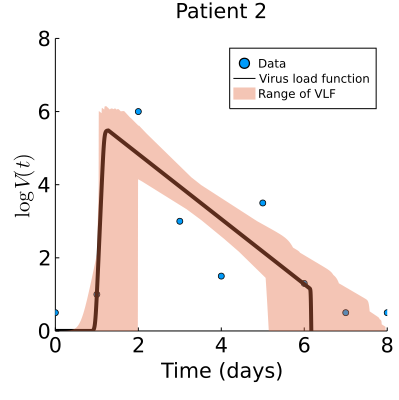 Patient 2
Data
Virus load function
Range of VLF
log V(t)
8
6
4
2
0
0 2 4 6 8
Time (days)